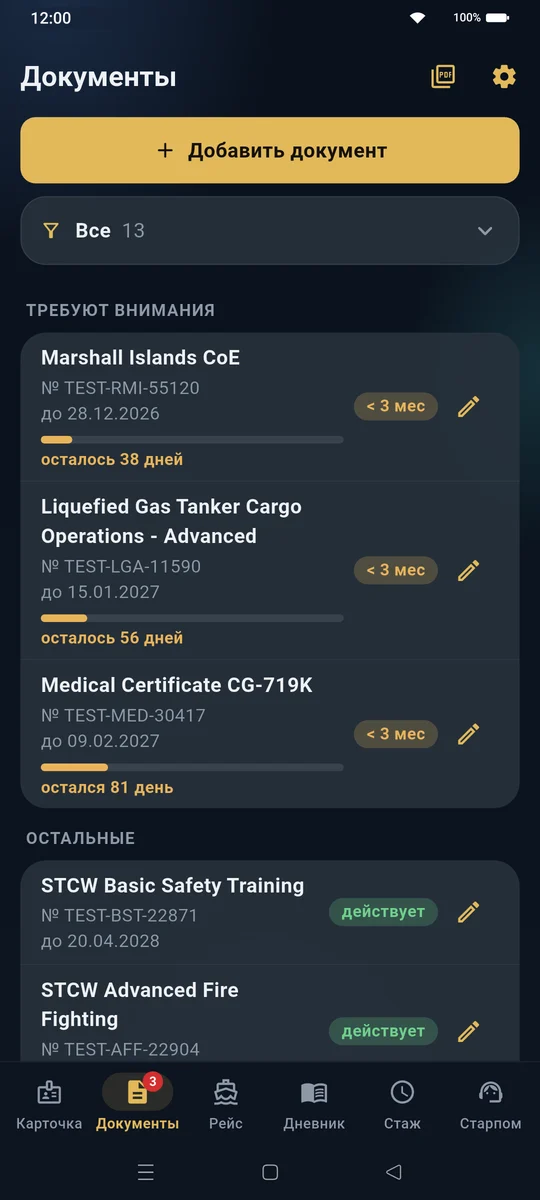 12:00
100%
Документы
PDF
+ Добавить документ
Все 13
ТРЕБУЮТ ВНИМАНИЯ
Marshall Islands CoE
№ TEST-RMI-55120
до 28.12.2026
< 3 мес
осталось 38 дней
Liquefied Gas Tanker Cargo
Operations - Advanced
№ TEST-LGA-11590
до 15.01.2027
< 3 мес
осталось 56 дней
Medical Certificate CG-719K
№ TEST-MED-30417
до 09.02.2027
< 3 мес
остался 81 день
ОСТАЛЬНЫЕ
STCW Basic Safety Training
№ TEST-BST-22871
до 20.04.2028
действует
STCW Advanced Fire
Fighting
№ TEST-AFF-22904
действует
3
Карточка
Документы
Рейс
Дневник
Стаж
Старпом